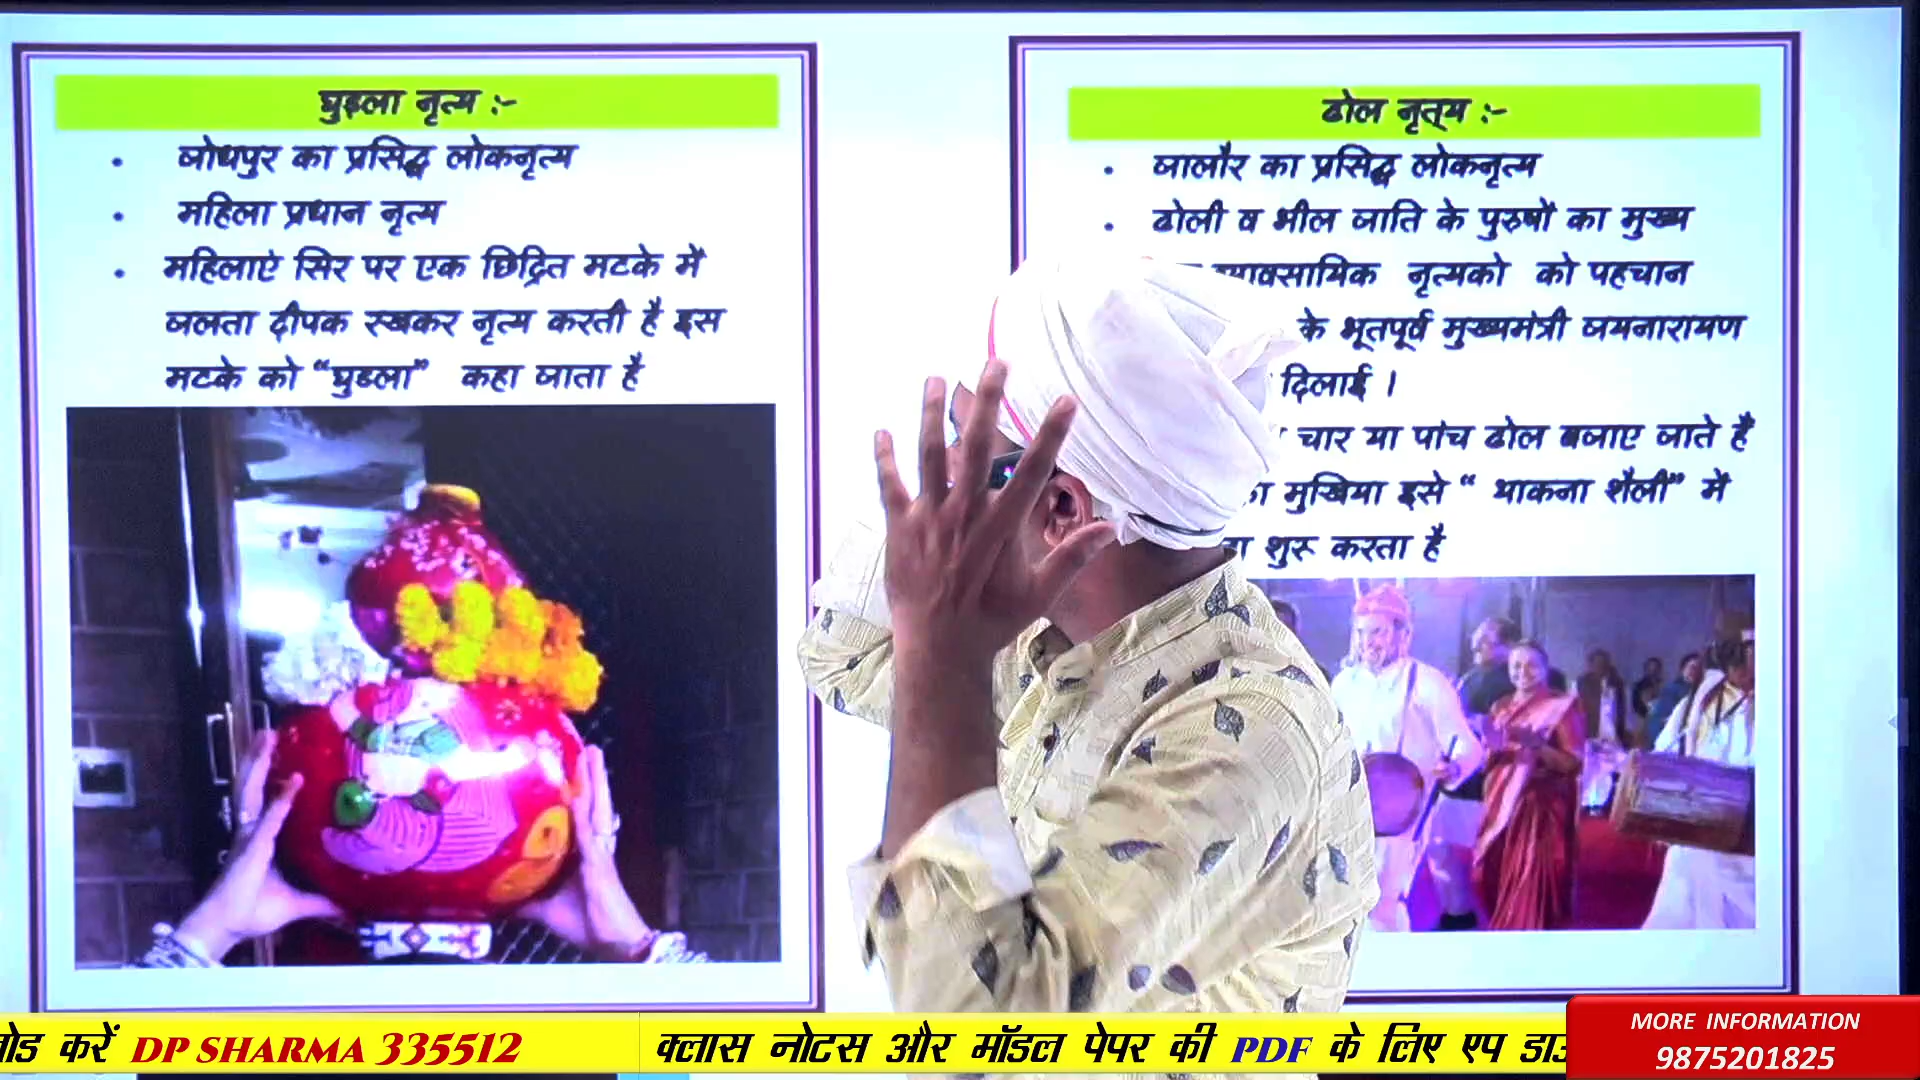 घुड़ला नृत्य :-
• जोधपुर का प्रसिद्ध लोकनृत्य
• महिला प्रधान नृत्य
• महिलाएं सिर पर एक छिद्रित मटके में
जलता दीपक रखकर नृत्य करती है इस
मटके को “घुडला” कहा जाता है
ढोल नृत्य :-
• जालौर का प्रसिद्ध लोकनृत्य
• ढोली व भील जाति के पुरुषों का मुख्य
नृत्यको को पहचान
के भूतपूर्व मुख्यमंत्री जयनारायण
दिलाई ।
चार या पांच ढोल बजाए जाते है
मुखिया इसे “ थाकना शैली” में
शुरू करता है
करें DP SHARMA 335512
क्लास नोटस और मॉडल पेपर की PDF के लिए एप
MORE INFORMATION
9875201825